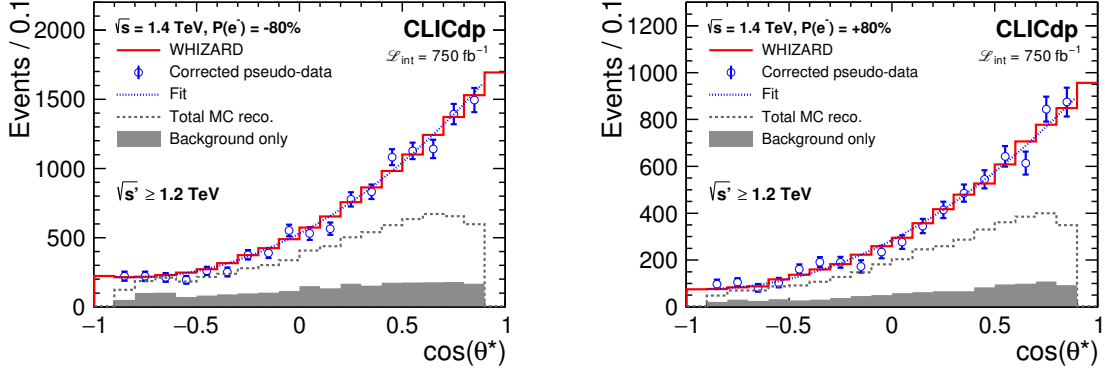 √s = 1.4 TeV, P(e⁻) = -80%
CLICdp
WHIZARD
ℒint = 750 fb⁻¹
Corrected pseudo-data
Fit
Total MC reco.
Background only
√s' ≥ 1.2 TeV
Events / 0.1
2000
1500
1000
500
0
−1 −0.5 0 0.5 1
cos(θ*)
√s = 1.4 TeV, P(e⁻) = +80%
CLICdp
WHIZARD
ℒint = 750 fb⁻¹
Corrected pseudo-data
Fit
Total MC reco.
Background only
√s' ≥ 1.2 TeV
Events / 0.1
1200
1000
800
600
400
200
0
−1 −0.5 0 0.5 1
cos(θ*)